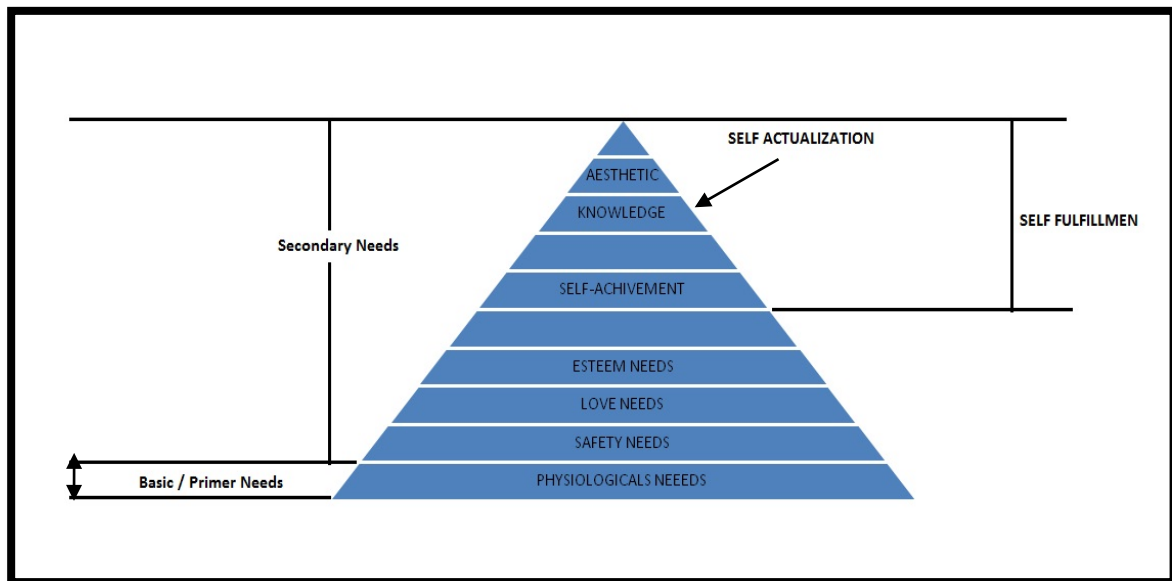 SELF ACTUALIZATION
AESTHETIC
KNOWLEDGE
SELF FULFILLMEN
Secondary Needs
SELF-ACHIVEMENT
ESTEEM NEEDS
LOVE NEEDS
SAFETY NEEDS
Basic / Primer Needs
PHYSIOLOGICALS NEEEDS